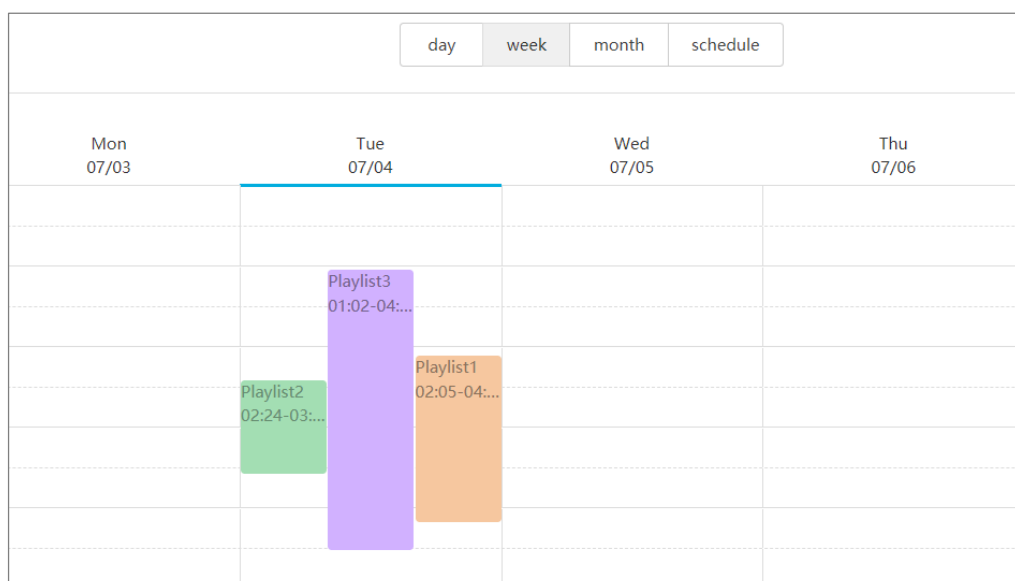 day week month schedule
Mon Tue Wed Thu
07/03 07/04 07/05 07/06
Playlist3
01:02-04:...
Playlist1
02:05-04:...
Playlist2
02:24-03:...